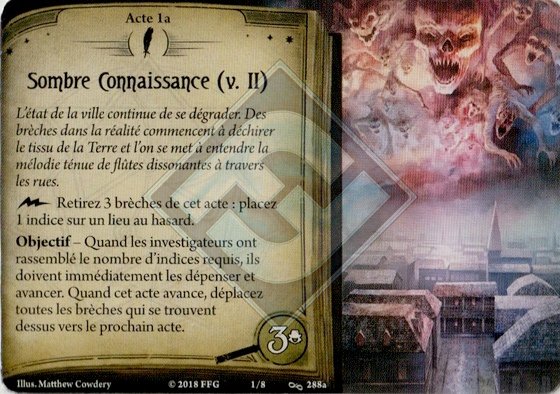 Acte 1a
Sombre Connaissance (v. II)
L'état de la ville continue de se dégrader. Des
brèches dans la réalité commencent à déchirer
le tissu de la Terre et l'on se met à entendre la
mélodie ténue de flûtes dissonantes à travers
les rues.
Retirez 3 brèches de cet acte : placez
1 indice sur un lieu au hasard.
Objectif – Quand les investigateurs ont
rassemblé le nombre d'indices requis, ils
doivent immédiatement les dépenser et
avancer. Quand cet acte avance, déplacez
toutes les brèches qui se trouvent
dessus vers le prochain acte.
3
Illus. Matthew Cowdery © 2018 FFG 1/8 288a